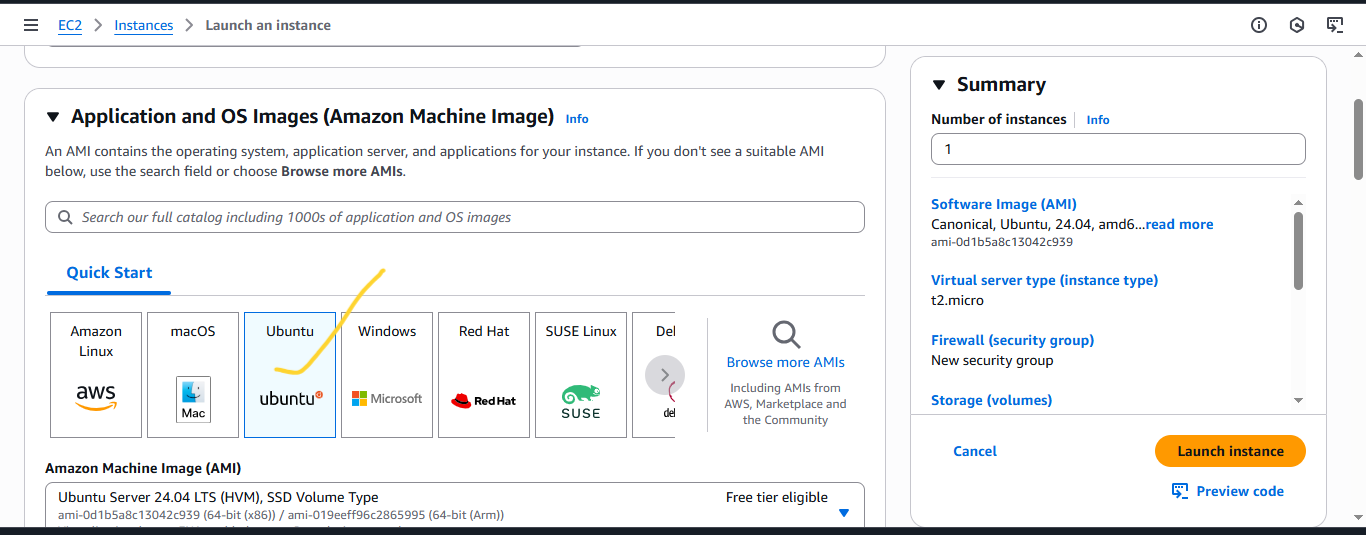 EC2 > Instances > Launch an instance
Application and OS Images (Amazon Machine Image) Info
An AMI contains the operating system, application server, and applications for your instance. If you don't see a suitable AMI
below, use the search field or choose Browse more AMIs.
Search our full catalog including 1000s of application and OS images
Quick Start
Amazon
Linux
aws
macOS
Mac
Ubuntu
ubuntu
Windows
Microsoft
Red Hat
Red Hat
SUSE Linux
SUSE
Browse more AMIs
Including AMIs from
AWS, Marketplace and
the Community
Amazon Machine Image (AMI)
Ubuntu Server 24.04 LTS (HVM), SSD Volume Type
Free tier eligible
ami-0d1b5a8c13042c939 (64-bit (x86)) / ami-019eeff96c2865995 (64-bit (Arm))
Summary
Number of instances Info
1
Software Image (AMI)
Canonical, Ubuntu, 24.04, amd6...read more
ami-0d1b5a8c13042c939
Virtual server type (instance type)
t2.micro
Firewall (security group)
New security group
Storage (volumes)
Cancel
Launch instance
Preview code